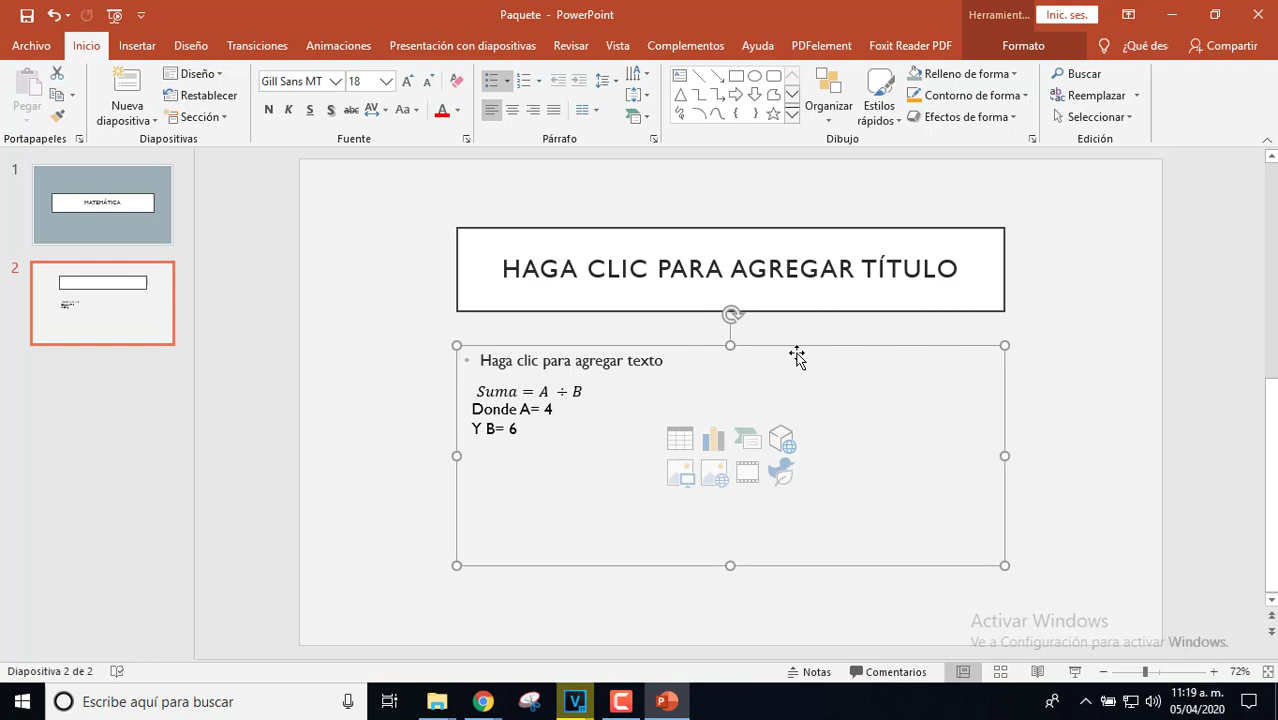 Paquete - PowerPoint
Herramient...
Inic. ses.
Archivo
Inicio
Insertar
Diseño
Transiciones
Animaciones
Presentación con diapositivas
Revisar
Vista
Complementos
Ayuda
PDFelement
Foxit Reader PDF
Formato
¿Qué des
Compartir
Pegar
Nueva diapositiva
Diseño
Restablecer
Sección
Gill Sans MT
18
N K S S abc AV Aa A
Organizar
Estilos rápidos
Relleno de forma
Contorno de forma
Efectos de forma
Buscar
Reemplazar
Seleccionar
Portapapeles
Diapositivas
Fuente
Párrafo
Dibujo
Edición
1
MATEMÁTICA
2
HAGA CLIC PARA AGREGAR TÍTULO
• Haga clic para agregar texto
Suma = A ÷ B
Donde A= 4
Y B= 6
Activar Windows
Ve a Configuración para activar Windows.
Diapositiva 2 de 2
Notas
Comentarios
72%
Escribe aquí para buscar
11:19 a. m.
05/04/2020